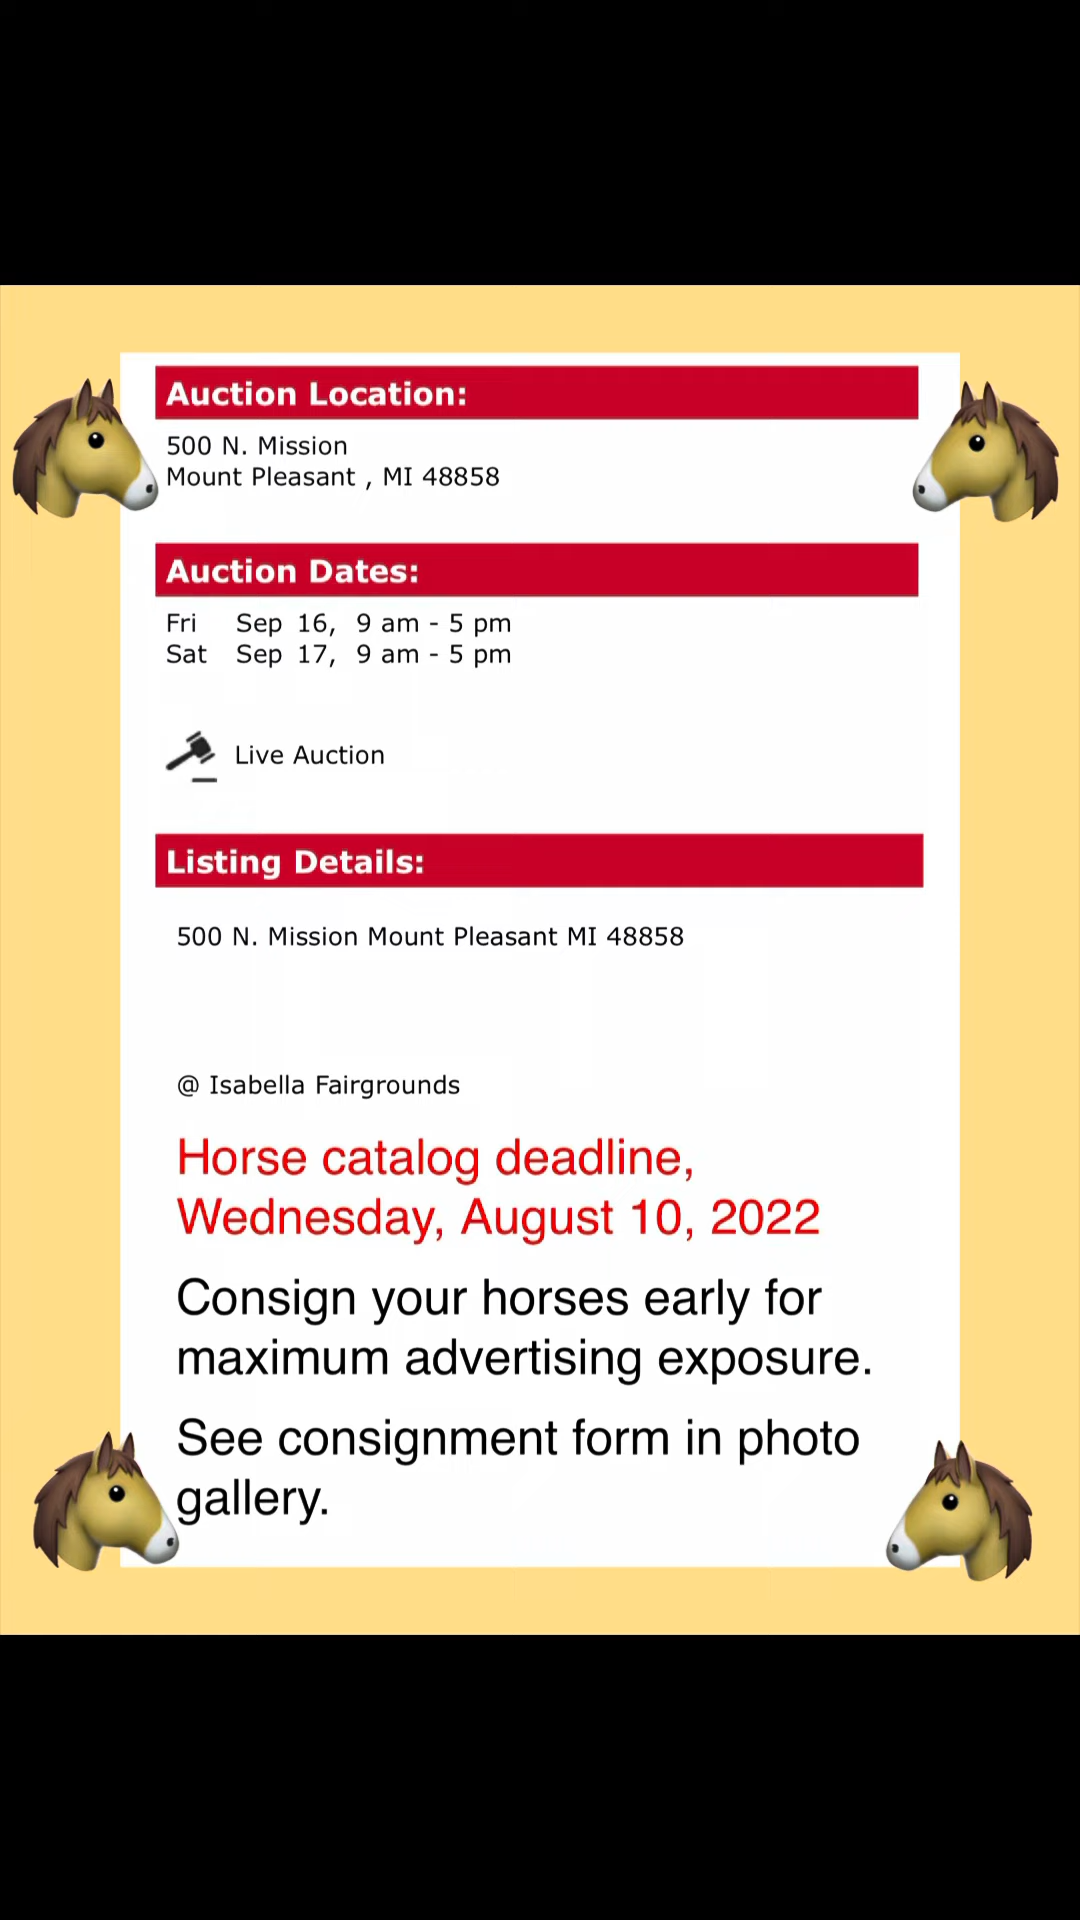 Auction Location:
500 N. Mission
Mount Pleasant , MI 48858
Auction Dates:
Fri Sep 16, 9 am - 5 pm
Sat Sep 17, 9 am - 5 pm
Live Auction
Listing Details:
500 N. Mission Mount Pleasant MI 48858
@ Isabella Fairgrounds
Horse catalog deadline,
Wednesday, August 10, 2022
Consign your horses early for
maximum advertising exposure.
See consignment form in photo
gallery.